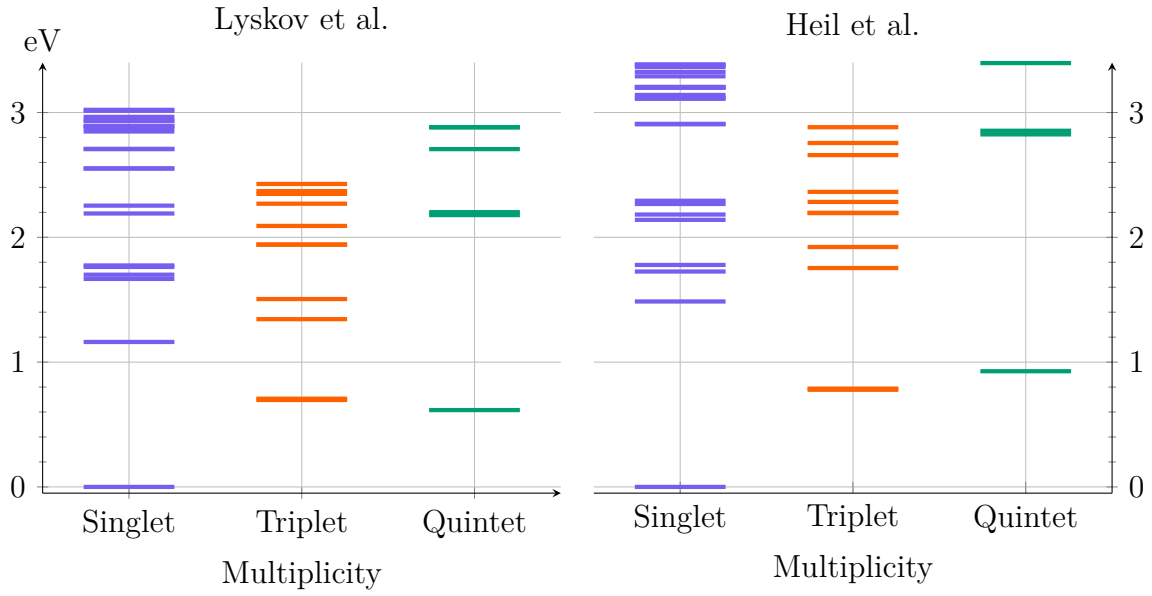 Lyskov et al.
eV
3
2
1
0
Singlet Triplet Quintet
Multiplicity
Heil et al.
3
2
1
0
Singlet Triplet Quintet
Multiplicity